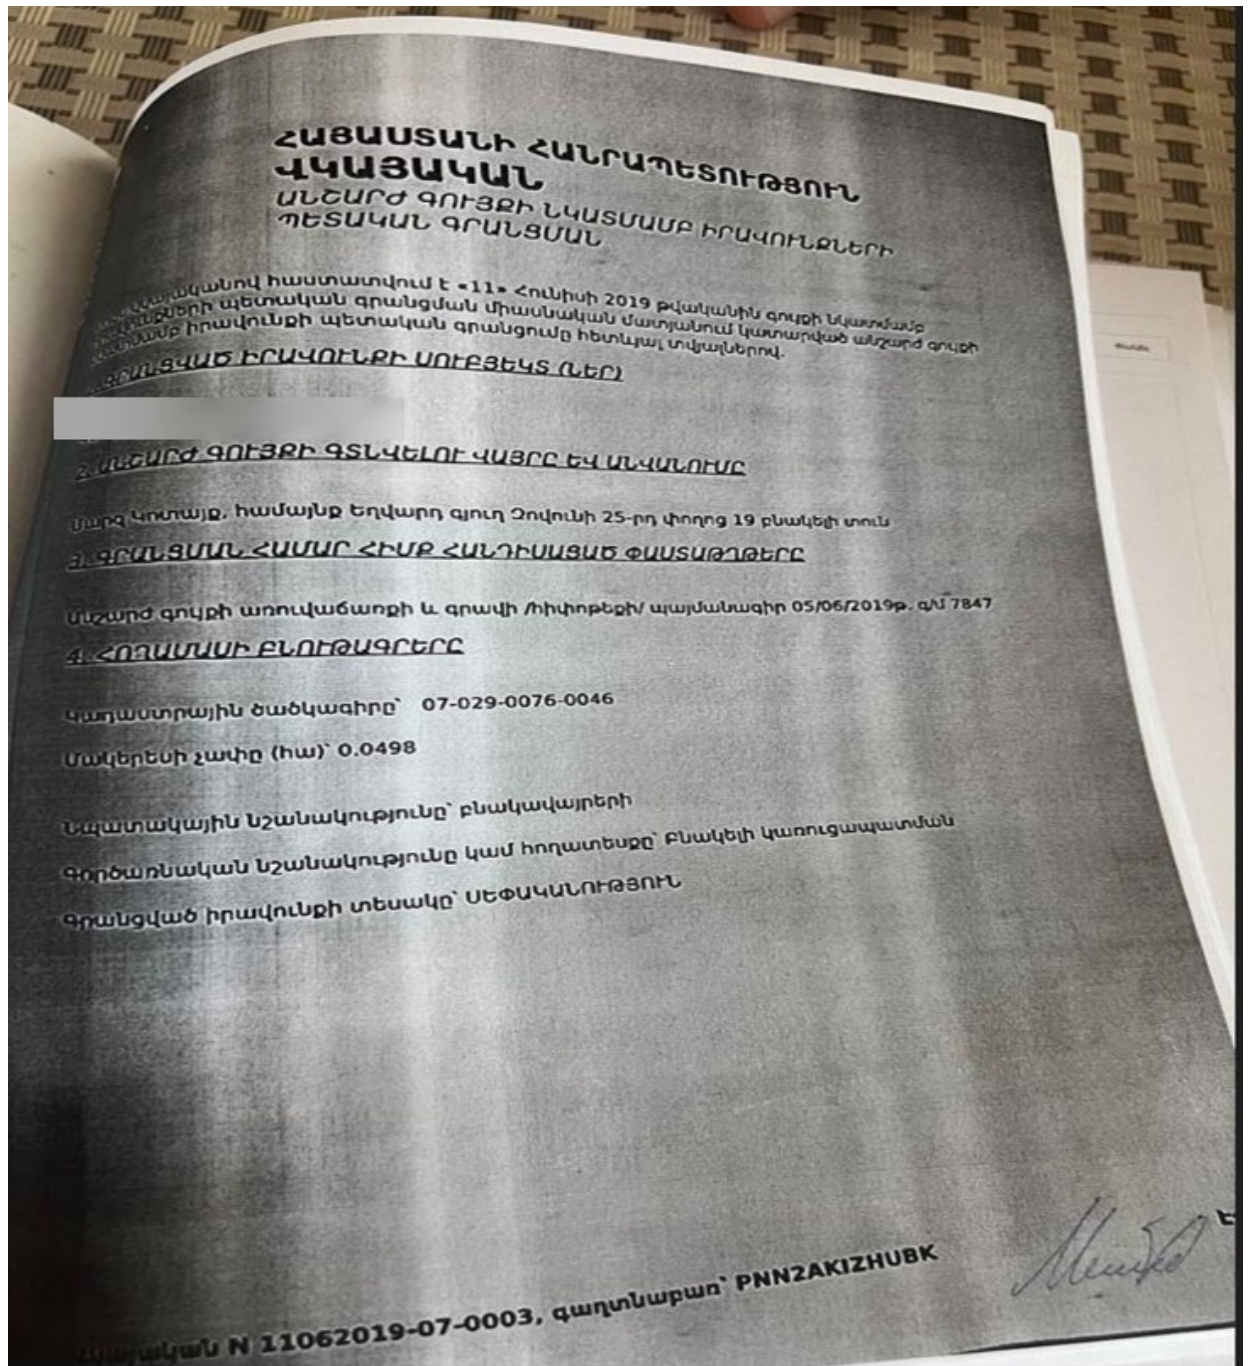 ՀԱՅԱՍՏԱՆԻ ՀԱՆՐԱՊԵՏՈՒԹՅՈՒՆ
ՎԿԱՅԱԿԱՆ
ԱՆՇԱՐԺ ԳՈՒՅՔԻ ՆԿԱՏՄԱՄԲ ԻՐԱՎՈՒՆՔՆԵՐԻ
ՊԵՏԱԿԱՆ ԳՐԱՆՑՄԱՆ
հաստատվում է «11» Հունիսի 2019 թվականին գույքի նկատմամբ
պետական գրանցման միասնական մատյանում կատարված անշարժ գույքի
իրավունքի պետական գրանցումը հետևյալ տվյալներով.
ԳՐԱՆՑՎԱԾ ԻՐԱՎՈՒՆՔԻ ՍՈՒԲՅԵԿՏ (ՆԵՐ)
2. ԱՆՇԱՐԺ ԳՈՒՅՔԻ ԳՏՆՎԵԼՈՒ ՎԱՅՐԸ ԵՎ ԱՆՎԱՆՈՒՄԸ
Մարզ Կոտայք, համայնք Եղվարդ գյուղ Զովունի 25-րդ փողոց 19 բնակելի տուն
3. ԳՐԱՆՑՄԱՆ ՀԱՄԱՐ ՀԻՄՔ ՀԱՆԴԻՍԱՑԱԾ ՓԱՍՏԱԹՂԹԵՐԸ
Անշարժ գույքի առուվաճառքի և գրավի /հիփոթեքի/ պայմանագիր 05/06/2019թ. գ/մ 7847
4. ՀՈՂԱՄԱՍԻ ԲՆՈՒԹԱԳՐԵՐԸ
Կադաստրային ծածկագիրը՝ 07-029-0076-0046
Մակերեսի չափը (հա)՝ 0.0498
Նպատակային նշանակությունը՝ բնակավայրերի
Գործառնական նշանակությունը կամ հողատեսքը՝ Բնակելի կառուցապատման
Գրանցված իրավունքի տեսակը՝ ՍԵՓԱԿԱՆՈՒԹՅՈՒՆ
Վկայական N 11062019-07-0003, գաղտնաբառ՝ PNN2AKIZHUBK